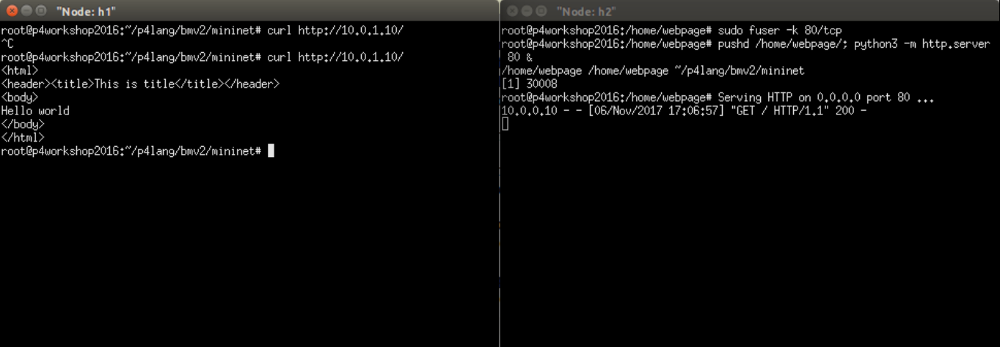 "Node: h1"
root@p4workshop2016:~/p4lang/bmv2/mininet# curl http://10.0.1.10/
^C
root@p4workshop2016:~/p4lang/bmv2/mininet# curl http://10.0.1.10/
<html>
<header><title>This is title</title></header>
<body>
Hello world
</body>
</html>
root@p4workshop2016:~/p4lang/bmv2/mininet#
"Node: h2"
root@p4workshop2016:/home/webpage# sudo fuser -k 80/tcp
root@p4workshop2016:/home/webpage# pushd /home/webpage/; python3 -m http.server
 80 &
/home/webpage /home/webpage ~/p4lang/bmv2/mininet
[1] 30008
root@p4workshop2016:/home/webpage# Serving HTTP on 0.0.0.0 port 80 ...
10.0.0.10 - - [06/Nov/2017 17:06:57] "GET / HTTP/1.1" 200 -